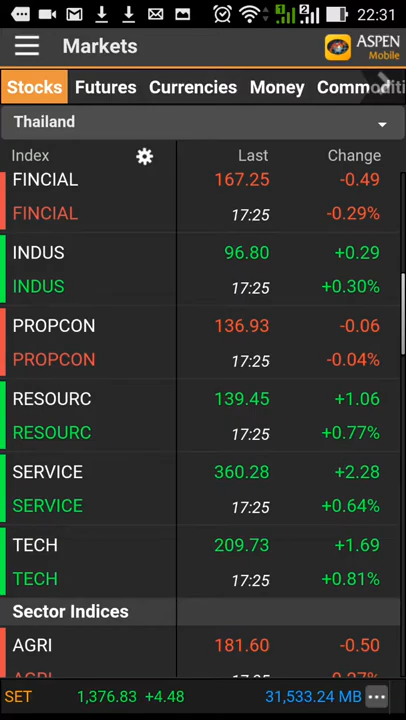 22:31
Markets
ASPEN
Mobile
Stocks Futures Currencies Money Commoditi
Thailand
Index Last Change
FINCIAL 167.25 -0.49
FINCIAL 17:25 -0.29%
INDUS 96.80 +0.29
INDUS 17:25 +0.30%
PROPCON 136.93 -0.06
PROPCON 17:25 -0.04%
RESOURC 139.45 +1.06
RESOURC 17:25 +0.77%
SERVICE 360.28 +2.28
SERVICE 17:25 +0.64%
TECH 209.73 +1.69
TECH 17:25 +0.81%
Sector Indices
AGRI 181.60 -0.50
SET 1,376.83 +4.48 31,533.24 MB